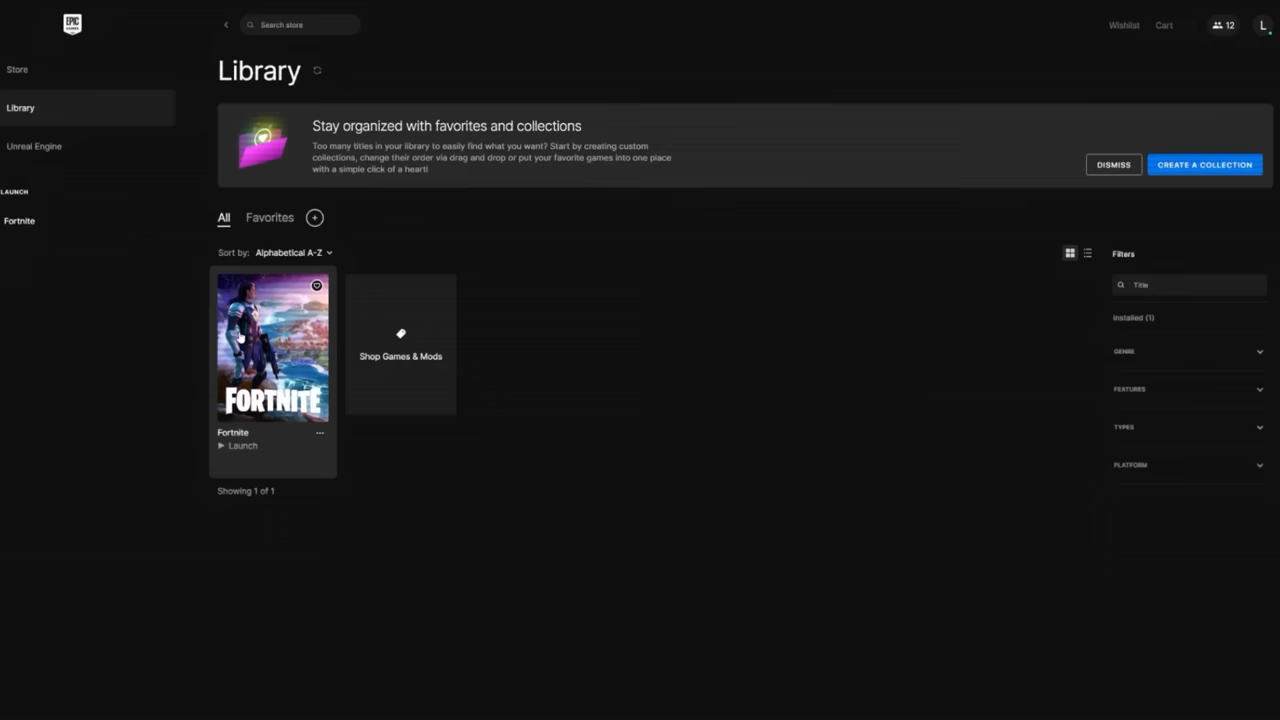 EPIC
GAMES
Search store
Wishlist
Cart
12
L
Store
Library
Unreal Engine
LAUNCH
Fortnite
Library
Stay organized with favorites and collections
Too many titles in your library to easily find what you want? Start by creating custom
collections, change their order via drag and drop or put your favorite games into one place
with a simple click of a heart!
DISMISS
CREATE A COLLECTION
All
Favorites
Sort by: Alphabetical A-Z
FORTNITE
Fortnite
Launch
Shop Games & Mods
Showing 1 of 1
Filters
Title
Installed (1)
GENRE
FEATURES
TYPES
PLATFORM